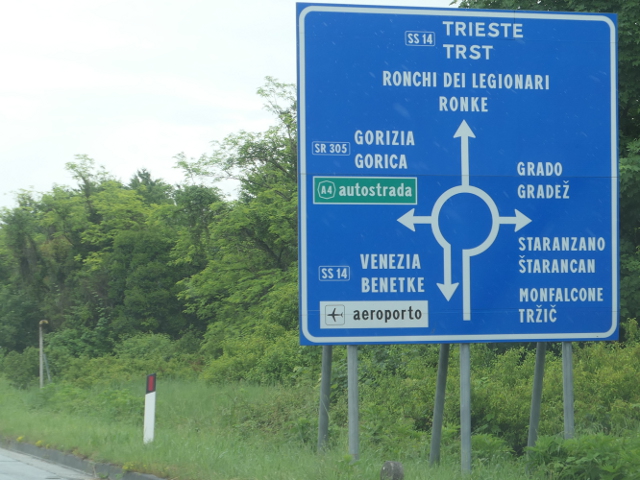 SS 14 TRIESTE
TRST
RONCHI DEI LEGIONARI
RONKE
SR 305 GORIZIA
GORICA
A4 autostrada
GRADO
GRADEŽ
STARANZANO
ŠTARANCAN
MONFALCONE
TRŽIČ
SS 14 VENEZIA
BENETKE
aeroporto